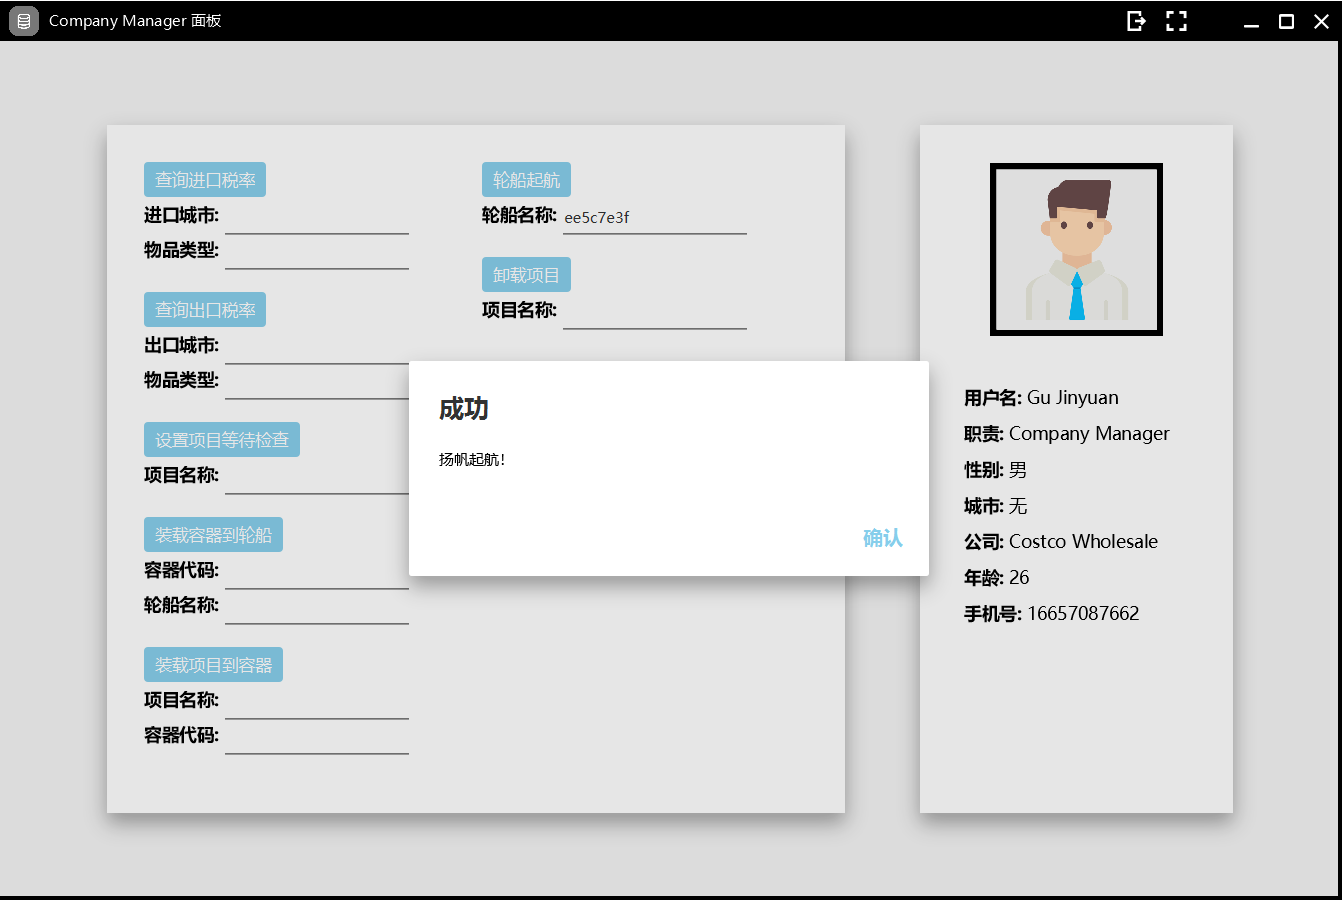 Company Manager 面板
查询进口税率
进口城市:
物品类型:
查询出口税率
出口城市:
物品类型:
设置项目等待检查
项目名称:
装载容器到轮船
容器代码:
轮船名称:
装载项目到容器
项目名称:
容器代码:
轮船起航
轮船名称: ee5c7e3f
卸载项目
项目名称:
成功
扬帆起航！
确认
用户名: Gu Jinyuan
职责: Company Manager
性别: 男
城市: 无
公司: Costco Wholesale
年龄: 26
手机号: 16657087662